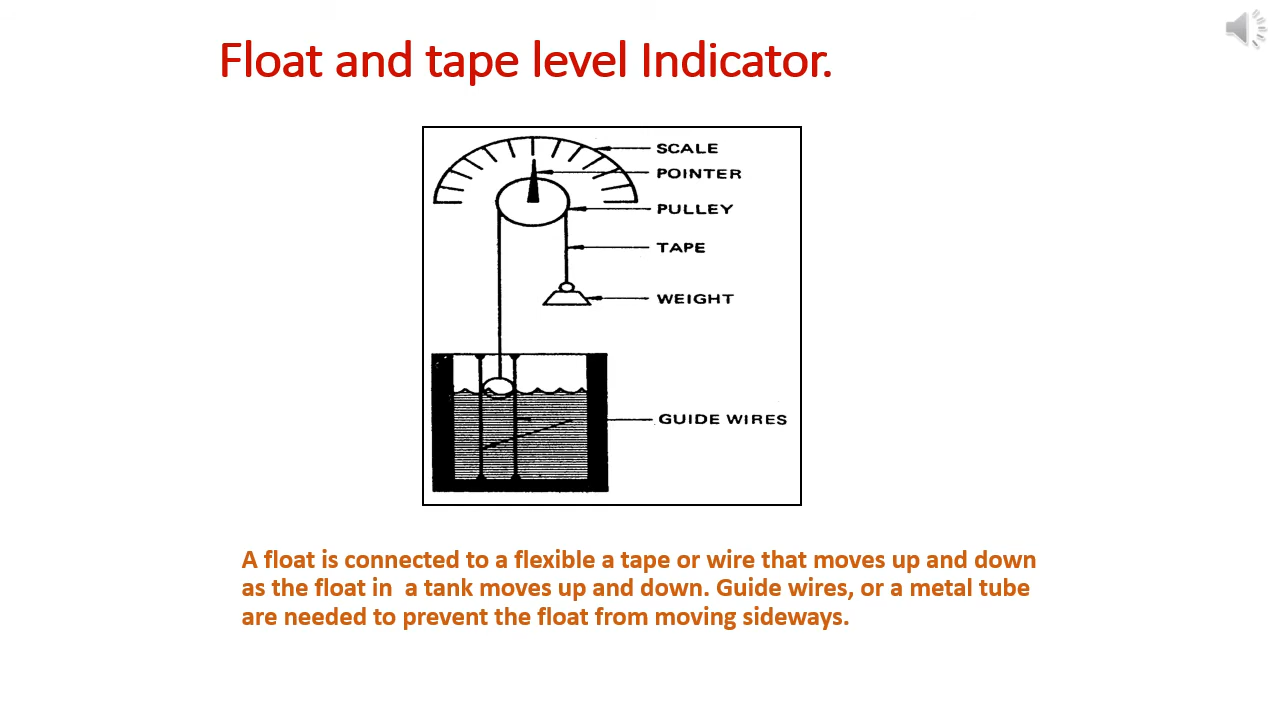 Float and tape level Indicator.
SCALE
POINTER
PULLEY
TAPE
WEIGHT
GUIDE WIRES
A float is connected to a flexible a tape or wire that moves up and down
as the float in  a tank moves up and down. Guide wires, or a metal tube
are needed to prevent the float from moving sideways.